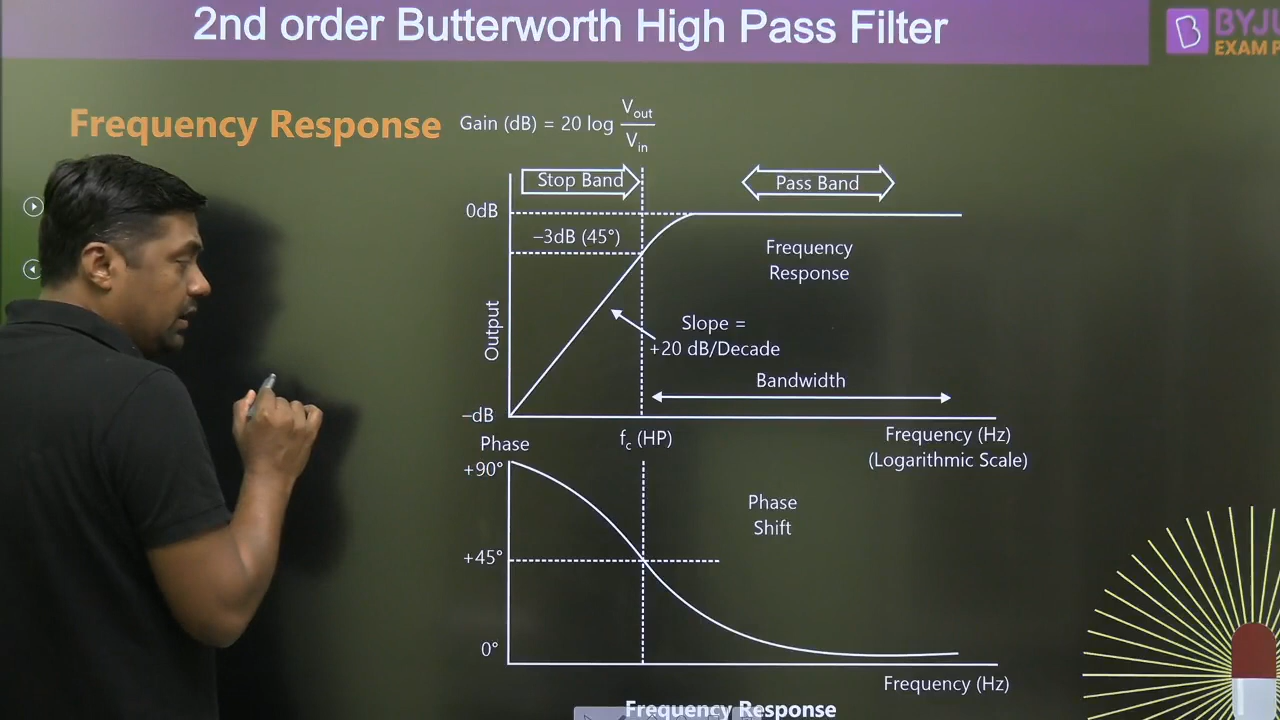 2nd order Butterworth High Pass Filter
BYJU
EXAM P
Frequency Response
Gain (dB) = 20 log Vout
Vin
Stop Band
Pass Band
0dB
−3dB (45°)
Frequency
Response
Output
Slope =
+20 dB/Decade
Bandwidth
−dB
Phase
fc (HP)
Frequency (Hz)
(Logarithmic Scale)
+90°
Phase
Shift
+45°
0°
Frequency (Hz)
Frequency Response